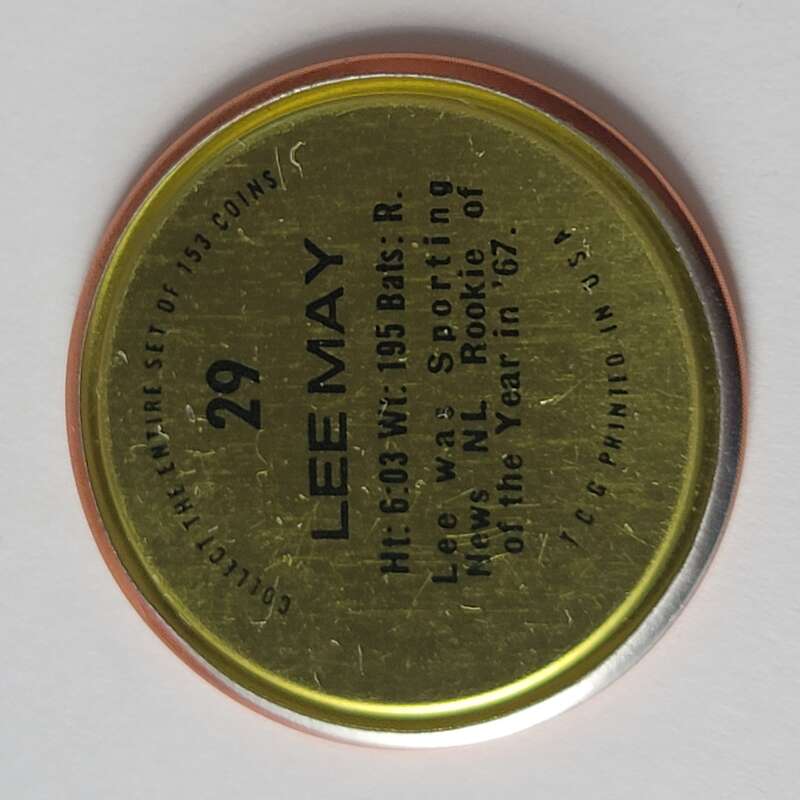 COLLECT THE ENTIRE SET OF 153 COINS
29
LEE MAY
Ht: 6:03 Wt: 195 Bats: R.
Lee was Sporting
News NL Rookie of
of the Year in '67.
T C G PRINTED IN USA